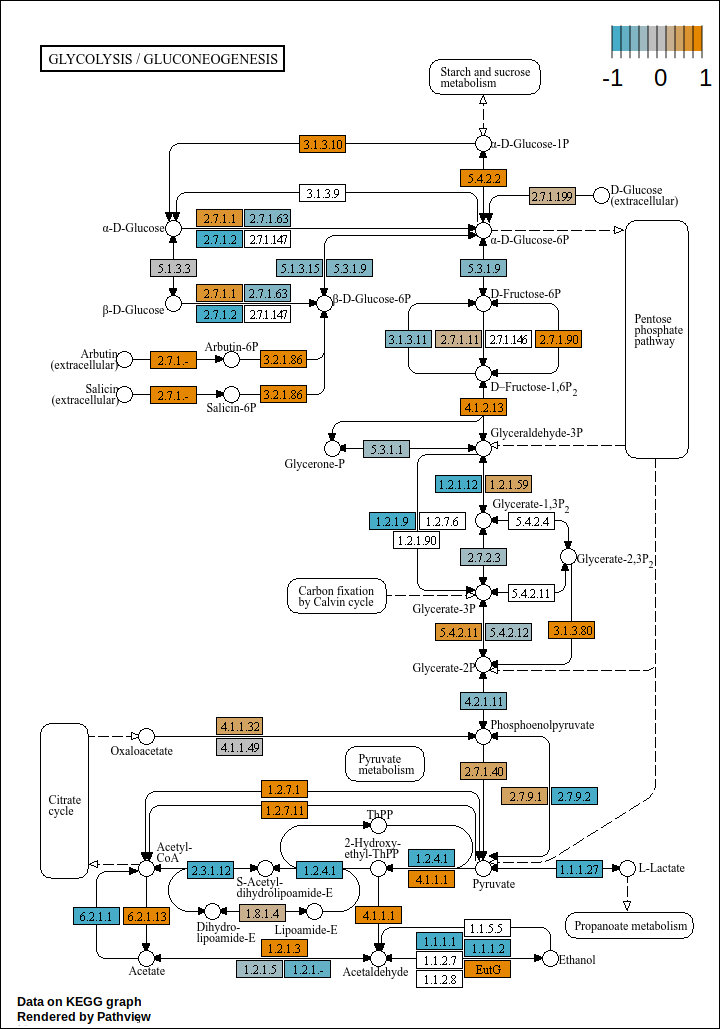 GLYCOLYSIS / GLUCONEOGENESIS
-1 0 1
Starch and sucrose
metabolism
3.1.3.10
α-D-Glucose-1P
5.4.2.2
3.1.3.9
2.7.1.199
D-Glucose
(extracellular)
α-D-Glucose
2.7.1.1
2.7.1.63
2.7.1.2
2.7.1.147
α-D-Glucose-6P
5.1.3.3
5.1.3.15
5.3.1.9
5.3.1.9
β-D-Glucose
2.7.1.1
2.7.1.63
2.7.1.2
2.7.1.147
β-D-Glucose-6P
D-Fructose-6P
Pentose
phosphate
pathway
3.1.3.11
2.7.1.11
2.7.1.146
2.7.1.90
Arbutin
(extracellular)
2.7.1.-
Arbutin-6P
3.2.1.86
Salicin
(extracellular)
2.7.1.-
Salicin-6P
3.2.1.86
D-Fructose-1,6P2
4.1.2.13
Glyceraldehyde-3P
Glycerone-P
5.3.1.1
1.2.1.12
1.2.1.59
Glycerate-1,3P2
1.2.1.9
1.2.7.6
1.2.1.90
5.4.2.4
2.7.2.3
Glycerate-2,3P2
Carbon fixation
by Calvin cycle
5.4.2.11
Glycerate-3P
5.4.2.11
5.4.2.12
3.1.3.80
Glycerate-2P
4.2.1.11
Oxaloacetate
4.1.1.32
4.1.1.49
Phosphoenolpyruvate
Pyruvate
metabolism
2.7.1.40
2.7.9.1
2.7.9.2
Citrate
cycle
1.2.7.1
1.2.7.11
ThPP
Acetyl-
CoA
2.3.1.12
S-Acetyl-
dihydrolipoamide-E
1.2.4.1
2-Hydroxy-
ethyl-ThPP
1.2.4.1
4.1.1.1
Pyruvate
1.1.1.27
L-Lactate
6.2.1.1
6.2.1.13
Dihydro-
lipoamide-E
1.8.1.4
Lipoamide-E
4.1.1.1
Propanoate metabolism
Acetate
1.2.1.3
1.2.1.5
1.2.1.-
Acetaldehyde
1.1.5.5
1.1.1.1
1.1.1.2
1.1.2.7
EutG
1.1.2.8
Ethanol
Data on KEGG graph
Rendered by Pathview